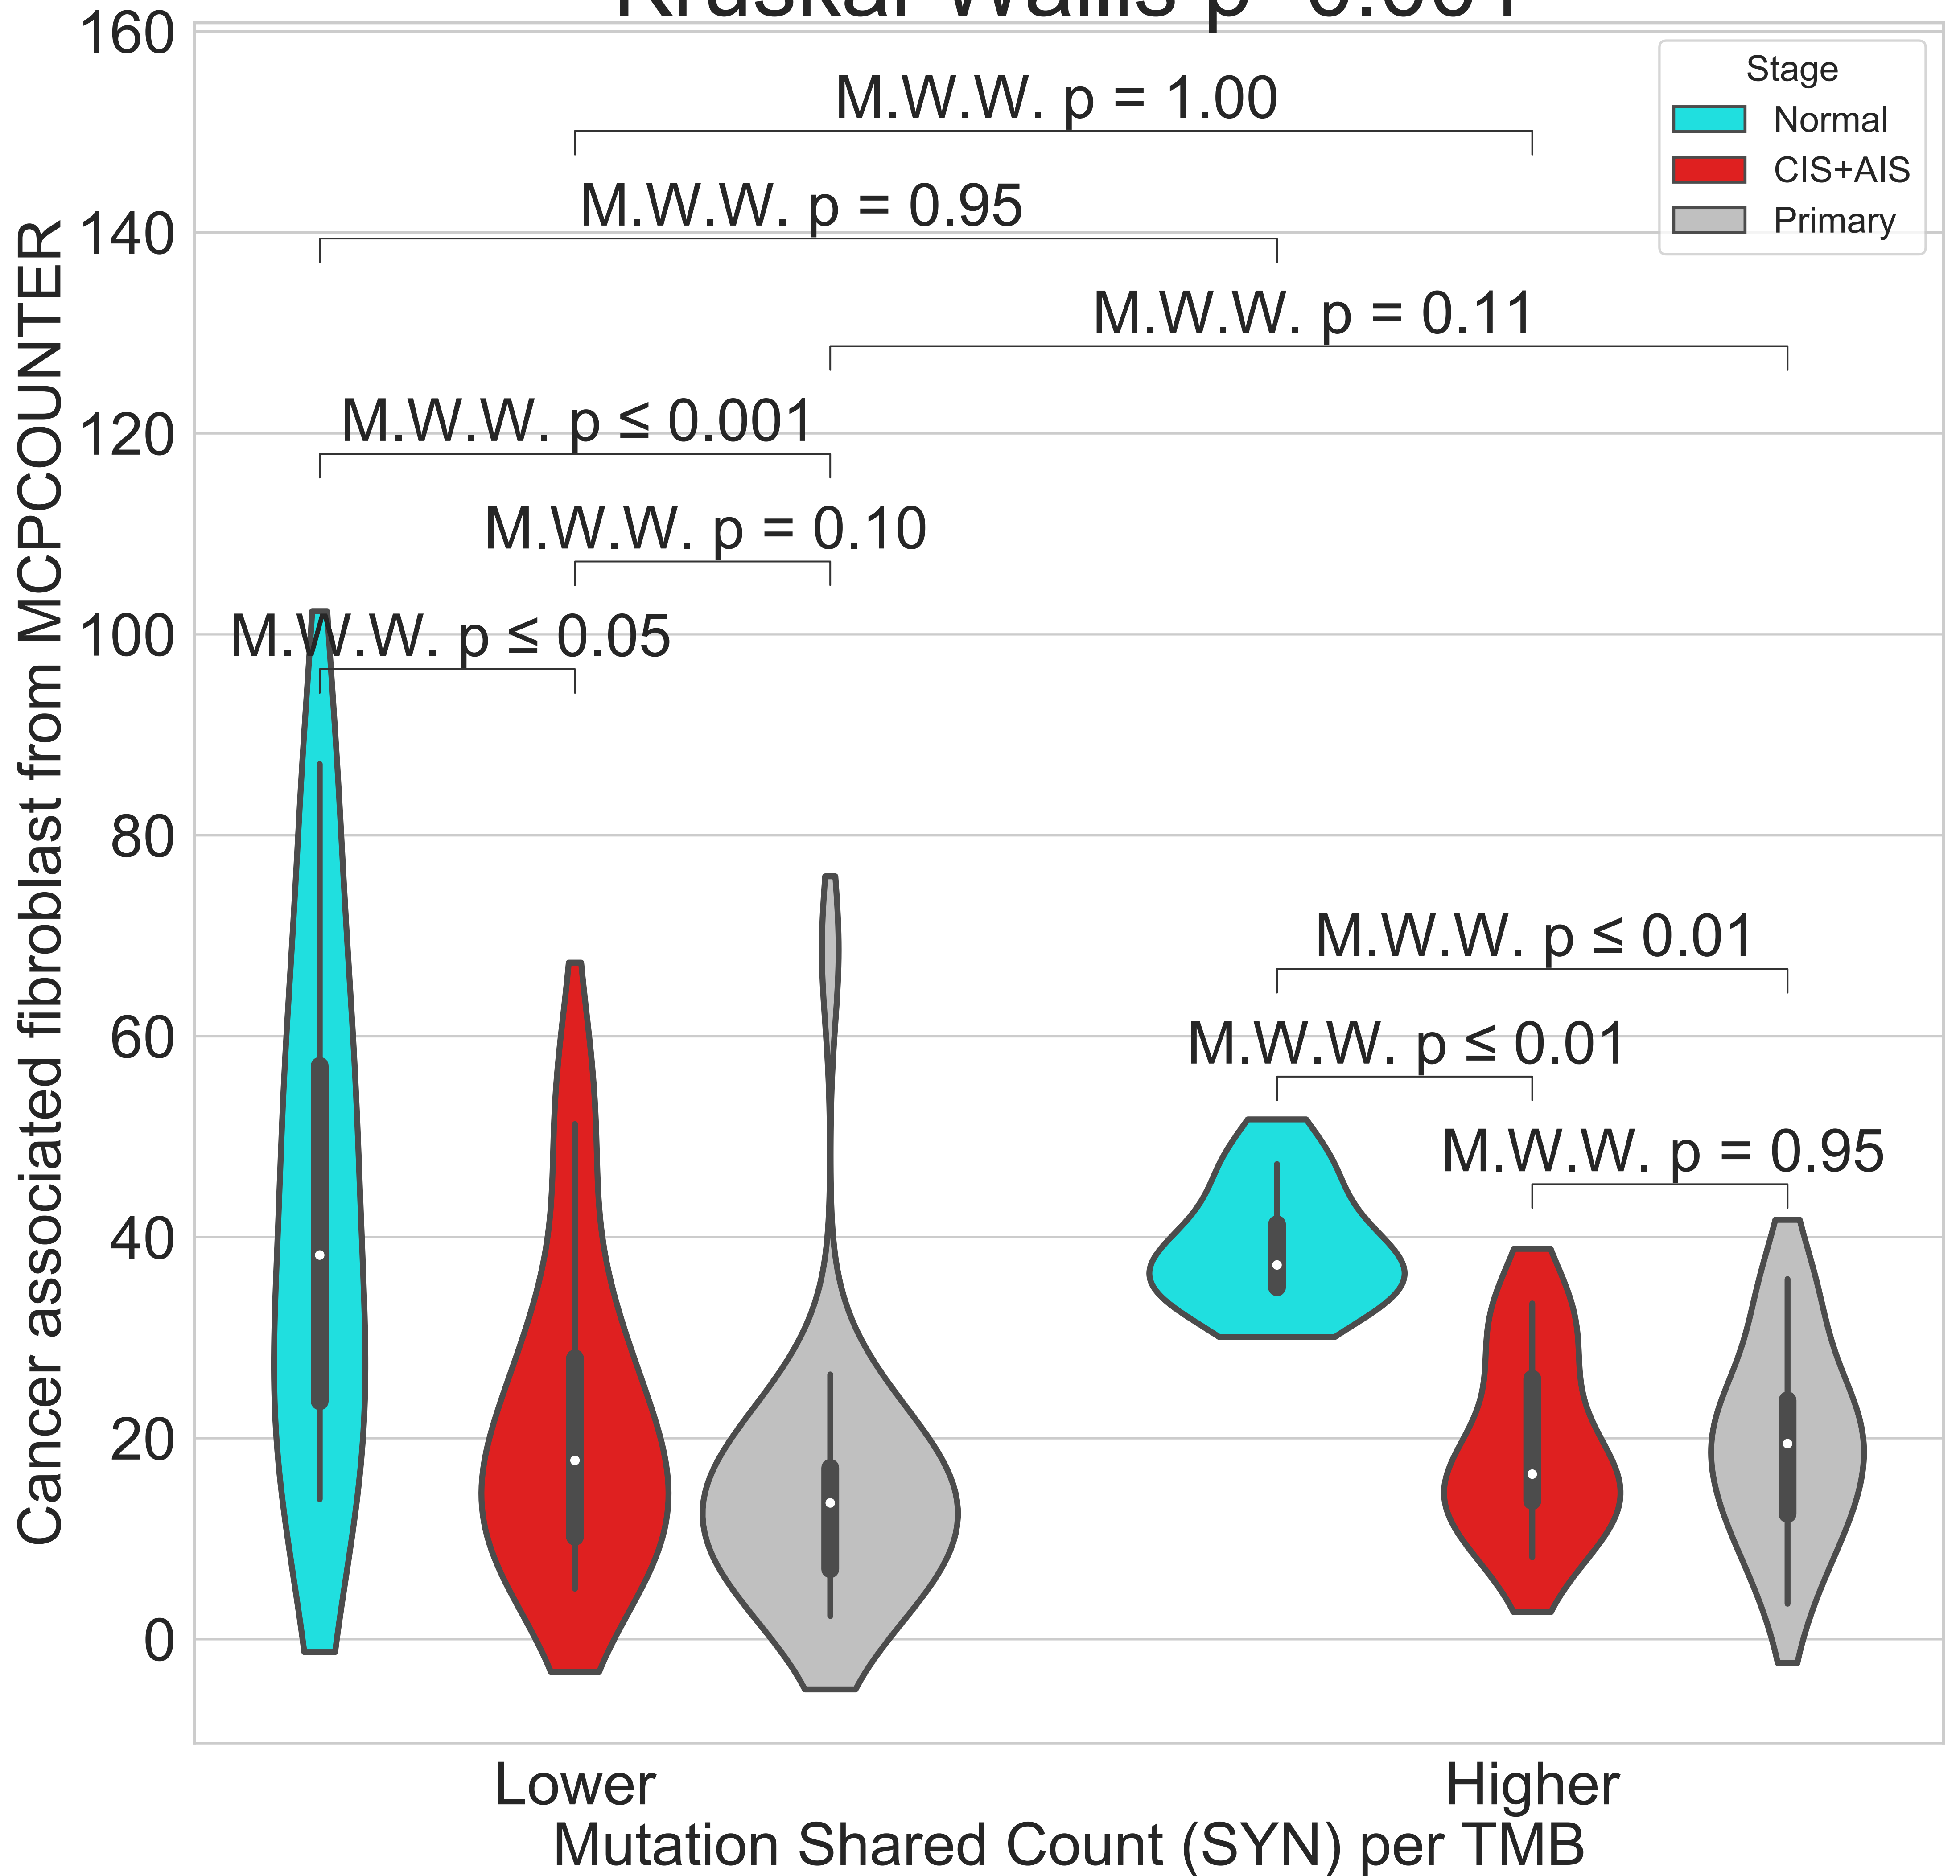 Kruskal-Wallis p
160
140
120
100
80
60
40
20
0
Cancer associated fibroblast from MCPCOUNTER
Stage
Normal
CIS+AIS
Primary
M.W.W. p = 1.00
M.W.W. p = 0.95
M.W.W. p = 0.11
M.W.W. p ≤ 0.001
M.W.W. p = 0.10
M.W.W. p ≤ 0.05
M.W.W. p ≤ 0.01
M.W.W. p ≤ 0.01
M.W.W. p = 0.95
Lower
Higher
Mutation Shared Count (SYN) per TMB